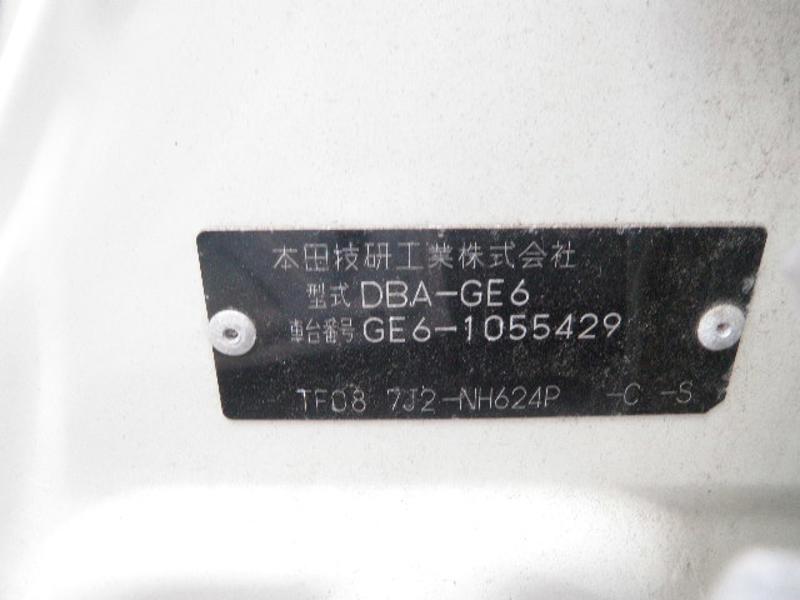 本田技研工業株式会社
型式 DBA-GE6
車台番号 GE6-1055429
TF08 7J2-NH624P -C -S